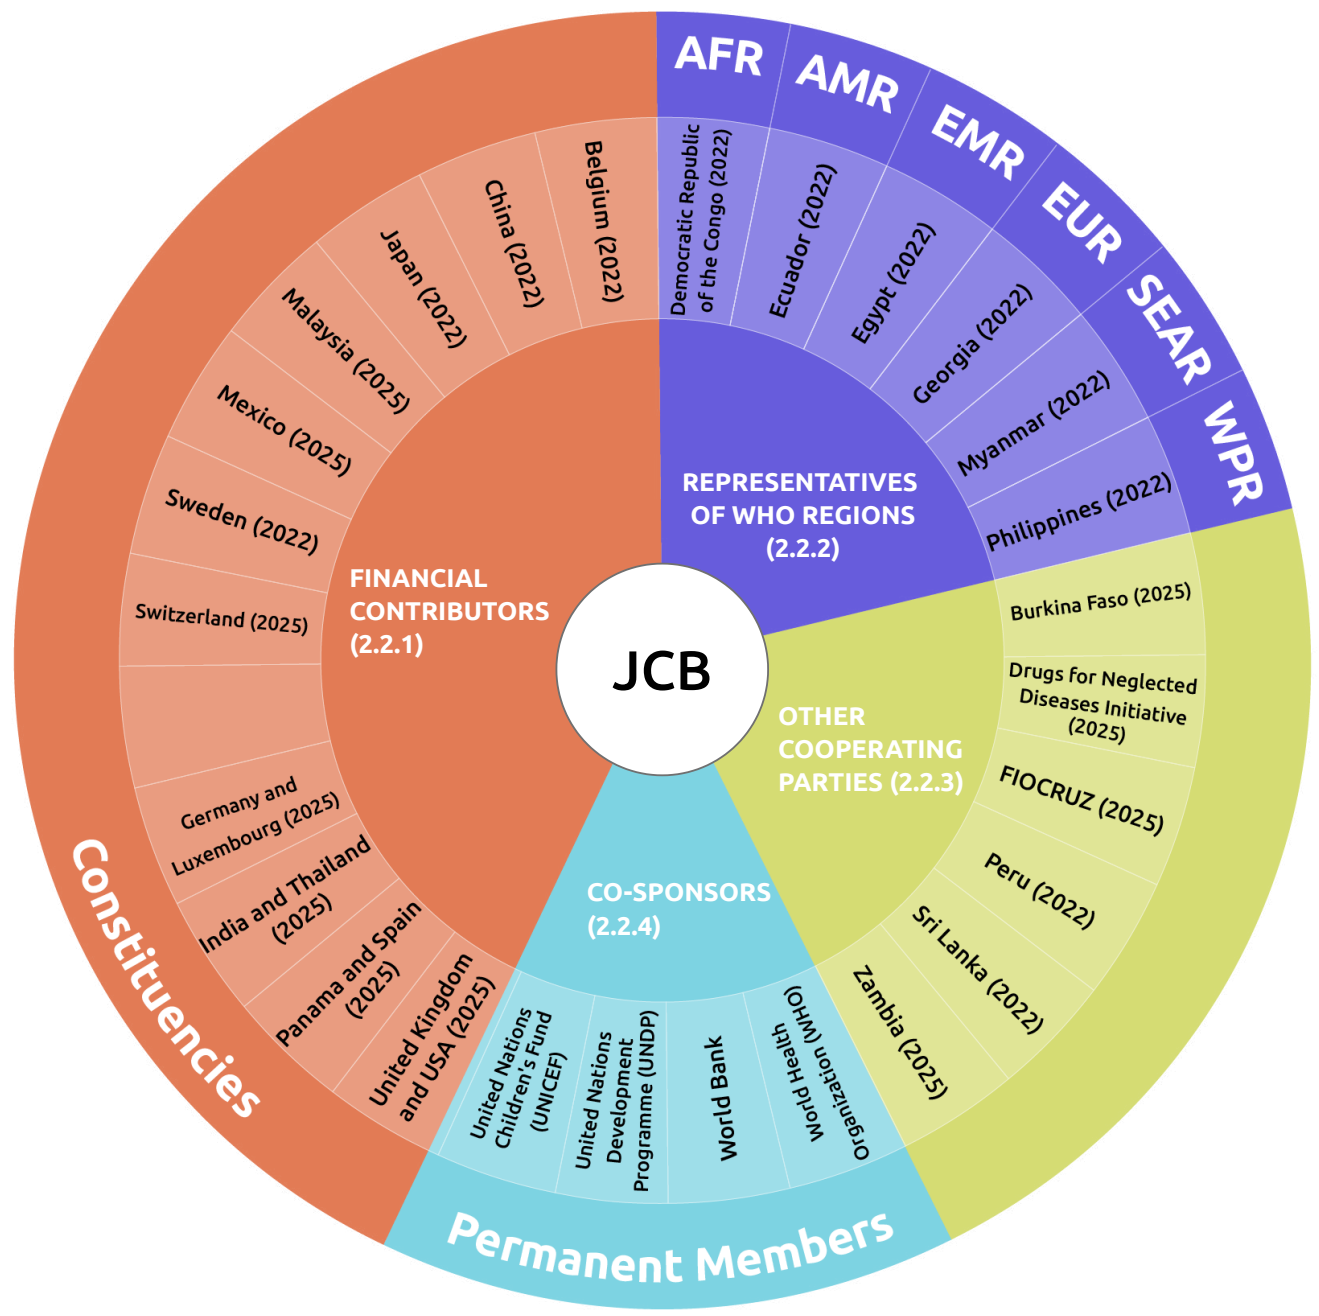 AFR
AMR
EMR
EUR
SEAR
WPR
Democratic Republic
of the Congo (2022)
Ecuador (2022)
Egypt (2022)
Georgia (2022)
Myanmar (2022)
Philippines (2022)
REPRESENTATIVES
OF WHO REGIONS
(2.2.2)
Burkina Faso (2025)
Drugs for Neglected
Diseases Initiative
(2025)
FIOCRUZ (2025)
Peru (2022)
Sri Lanka (2022)
Zambia (2025)
OTHER
COOPERATING
PARTIES (2.2.3)
World Health
Organization (WHO)
World Bank
United Nations
Development
Programme (UNDP)
United Nations
Children's Fund
(UNICEF)
CO-SPONSORS
(2.2.4)
Permanent Members
United Kingdom
and USA (2025)
Panama and Spain
(2025)
India and Thailand
(2025)
Germany and
Luxembourg (2025)
Switzerland (2025)
Sweden (2022)
Mexico (2025)
Malaysia (2025)
Japan (2022)
China (2022)
Belgium (2022)
FINANCIAL
CONTRIBUTORS
(2.2.1)
Constituencies
JCB